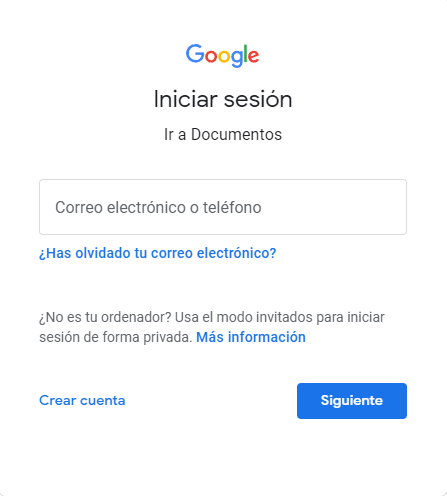 Google
Iniciar sesión
Ir a Documentos
Correo electrónico o teléfono
¿Has olvidado tu correo electrónico?
¿No es tu ordenador? Usa el modo invitados para iniciar
sesión de forma privada. Más información
Crear cuenta
Siguiente